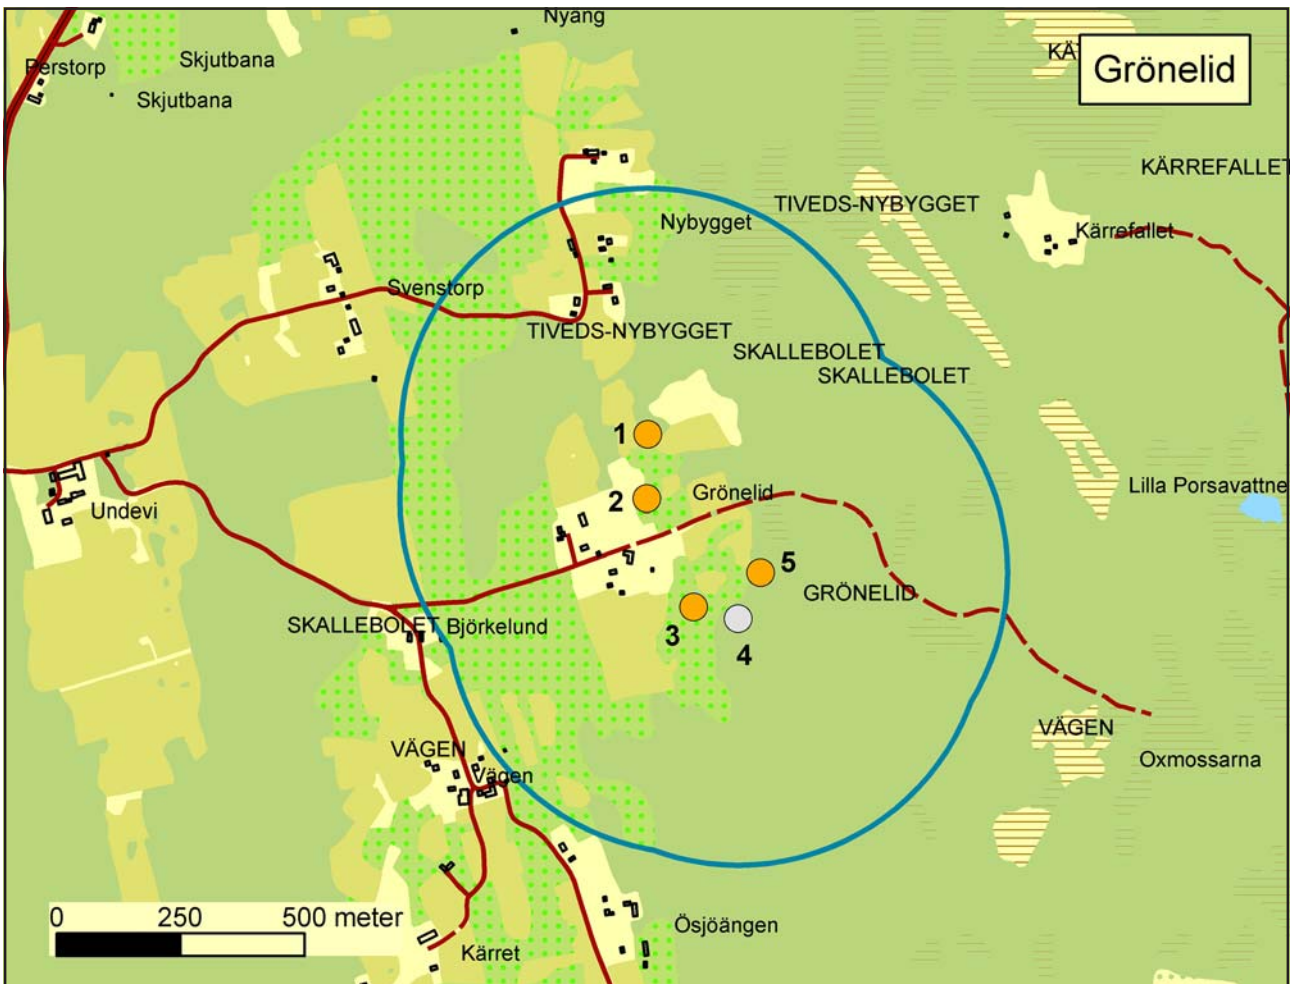 Nyäng
Skjutbana
Perstorp
Skjutbana
Grönelid
KÄRREFALLET
TIVEDS-NYBYGGET
Nybygget
Kärrefallet
Svenstorp
TIVEDS-NYBYGGET
SKALLEBOLET
SKALLEBOLET
1
2
Grönelid
Lilla Porsavattne
Undevi
5
GRÖNELID
3
4
SKALLEBOLET
Björkelund
VÄGEN
Vägen
VÄGEN
Oxmossarna
0 250 500 meter
Ösjöängen
Kärret